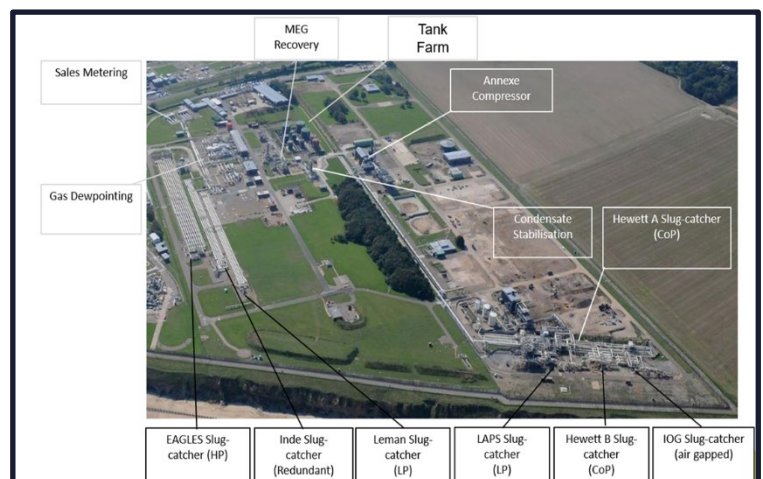 MEG
Recovery
Tank
Farm
Sales Metering
Annexe
Compressor
Gas Dewpointing
Condensate
Stabilisation
Hewett A Slug-catcher
(CoP)
EAGLES Slug-
catcher (HP)
Inde Slug-
catcher
(Redundant)
Leman Slug-
catcher
(LP)
LAPS Slug-
catcher
(LP)
Hewett B Slug-
catcher
(CoP)
IOG Slug-catcher
(air gapped)